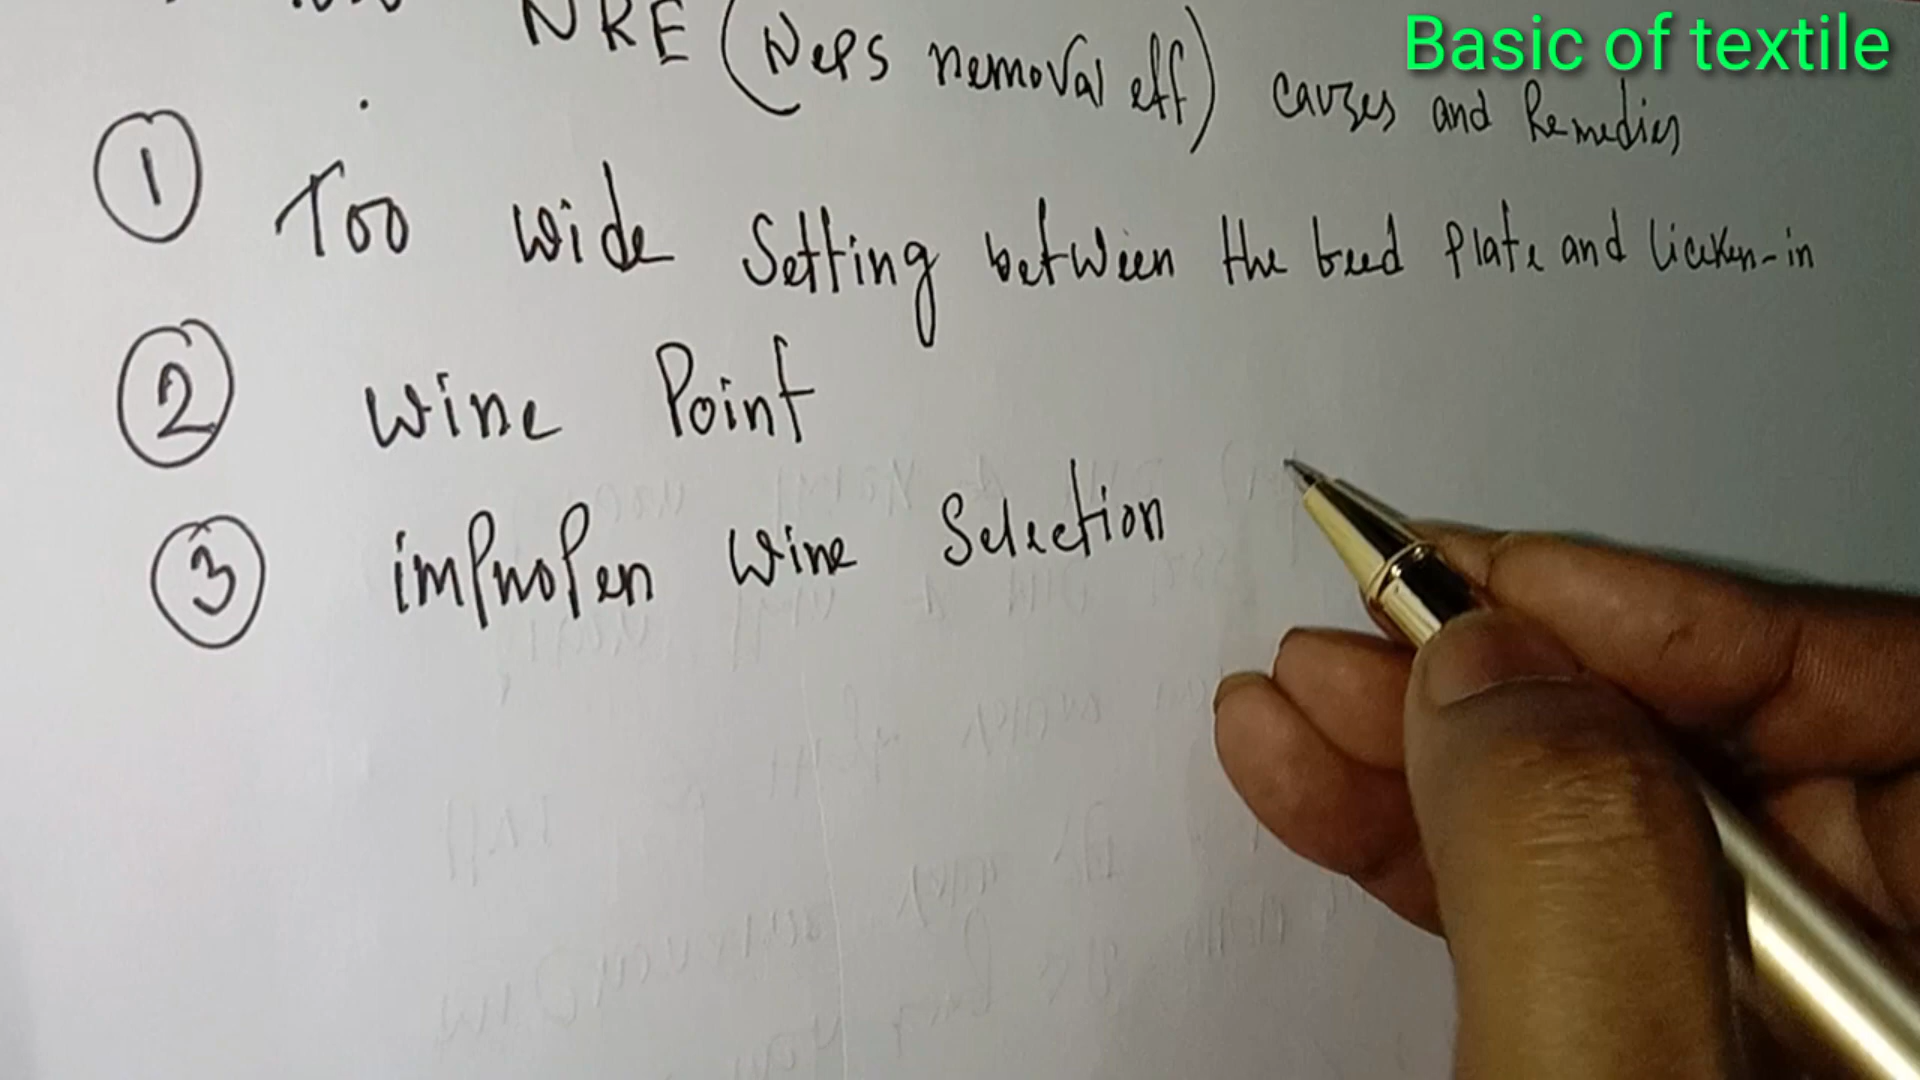 Basic of textile
NRE (Neps removal eff) causes and Remedies
1 Too wide Setting between the feed Plate and licker-in
2 wire Point
3 improper wire Selection